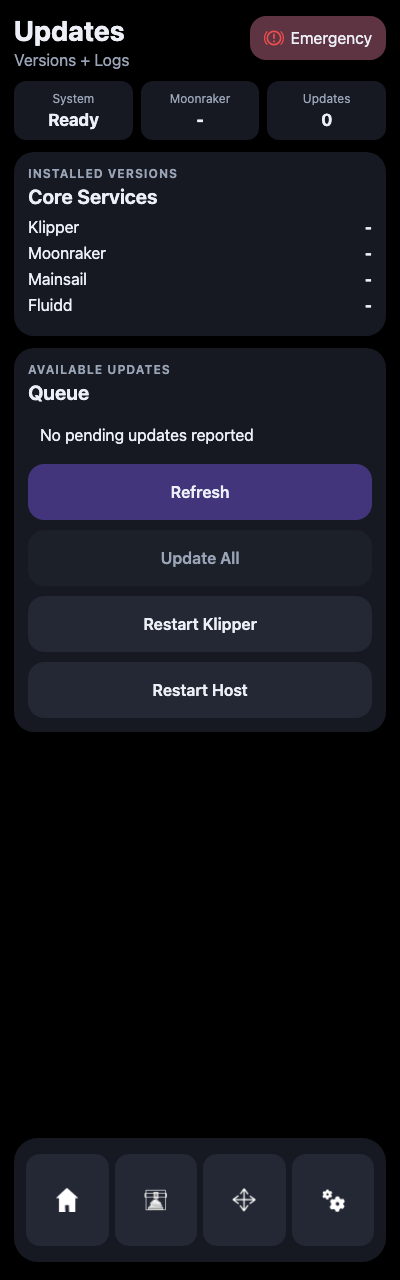 Updates
Versions + Logs
Emergency
System
Ready
Moonraker
-
Updates
0
INSTALLED VERSIONS
Core Services
Klipper -
Moonraker -
Mainsail -
Fluidd -
AVAILABLE UPDATES
Queue
No pending updates reported
Refresh
Update All
Restart Klipper
Restart Host